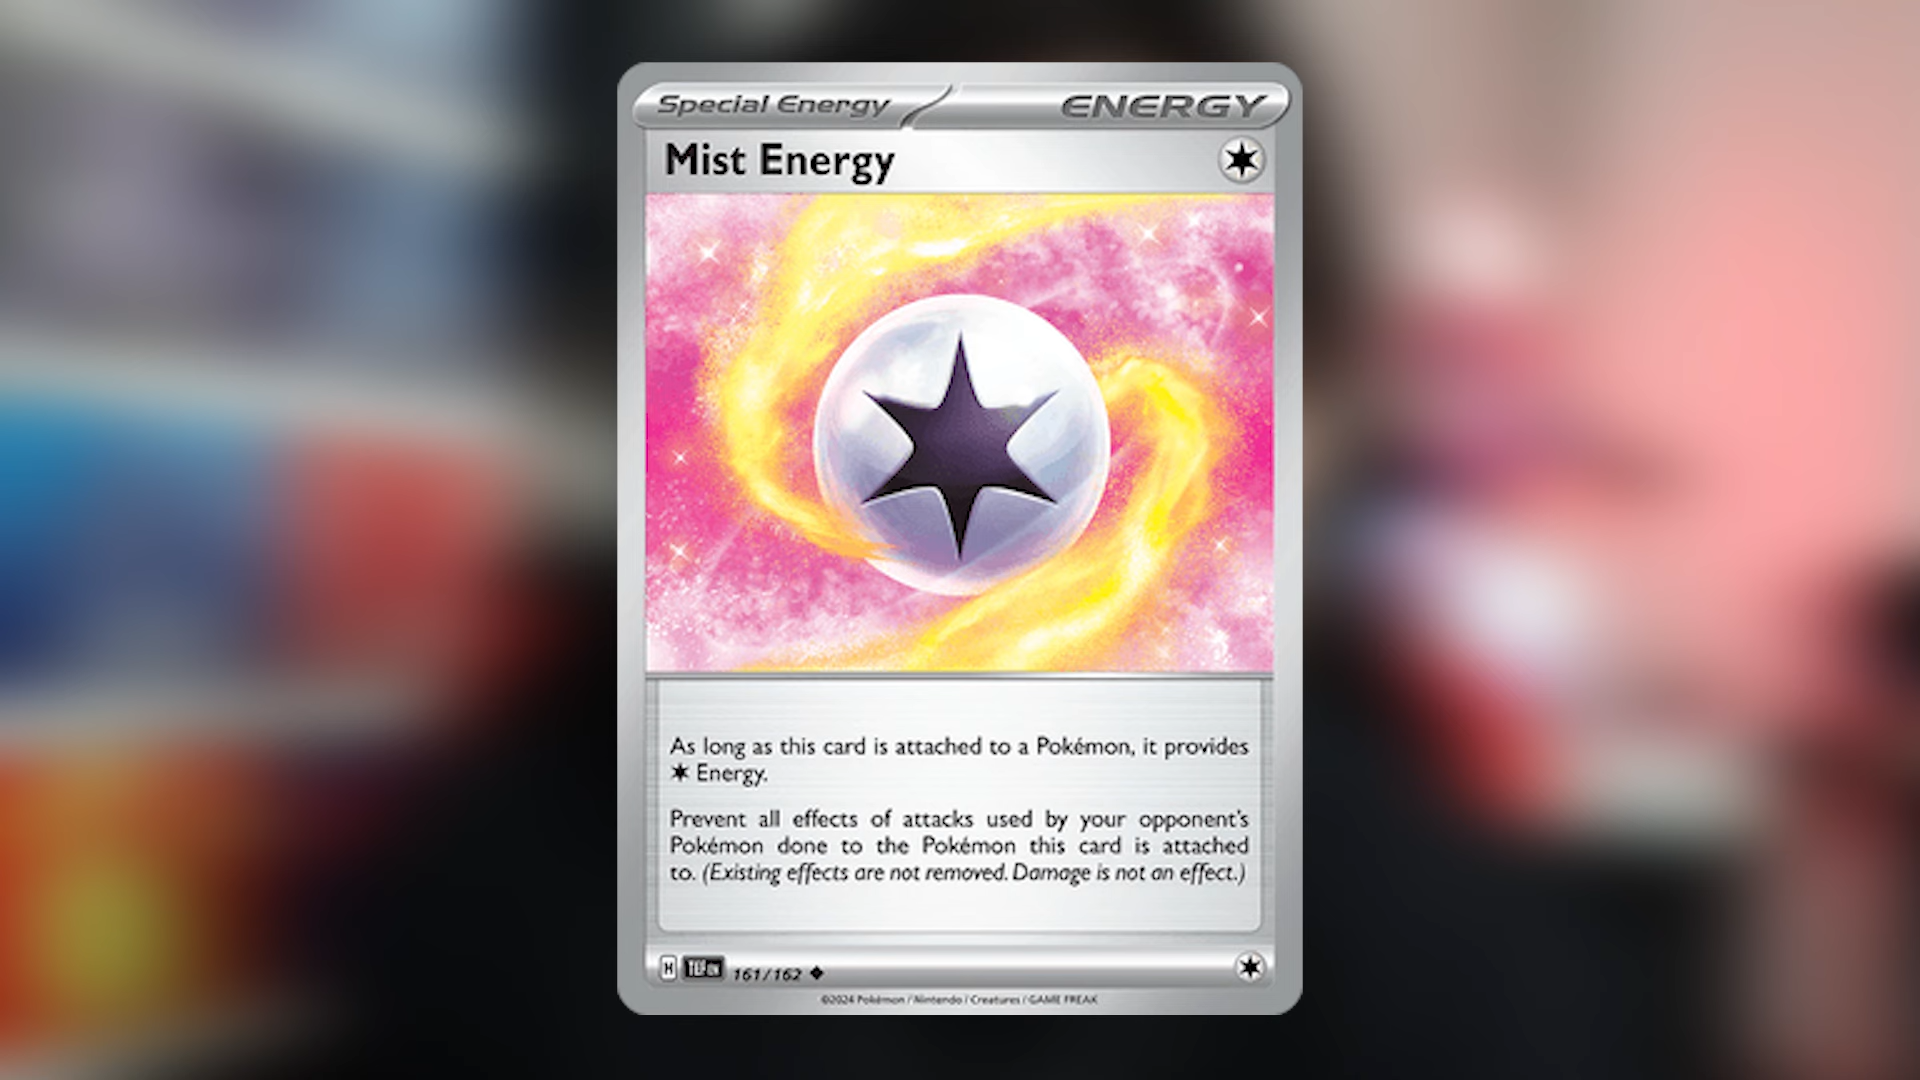 Special Energy ENERGY
Mist Energy
As long as this card is attached to a Pokémon, it provides
Energy.
Prevent all effects of attacks used by your opponent's
Pokémon done to the Pokémon this card is attached
to. (Existing effects are not removed. Damage is not an effect.)
H TEF EN 161/162
©2024 Pokémon / Nintendo / Creatures / GAME FREAK